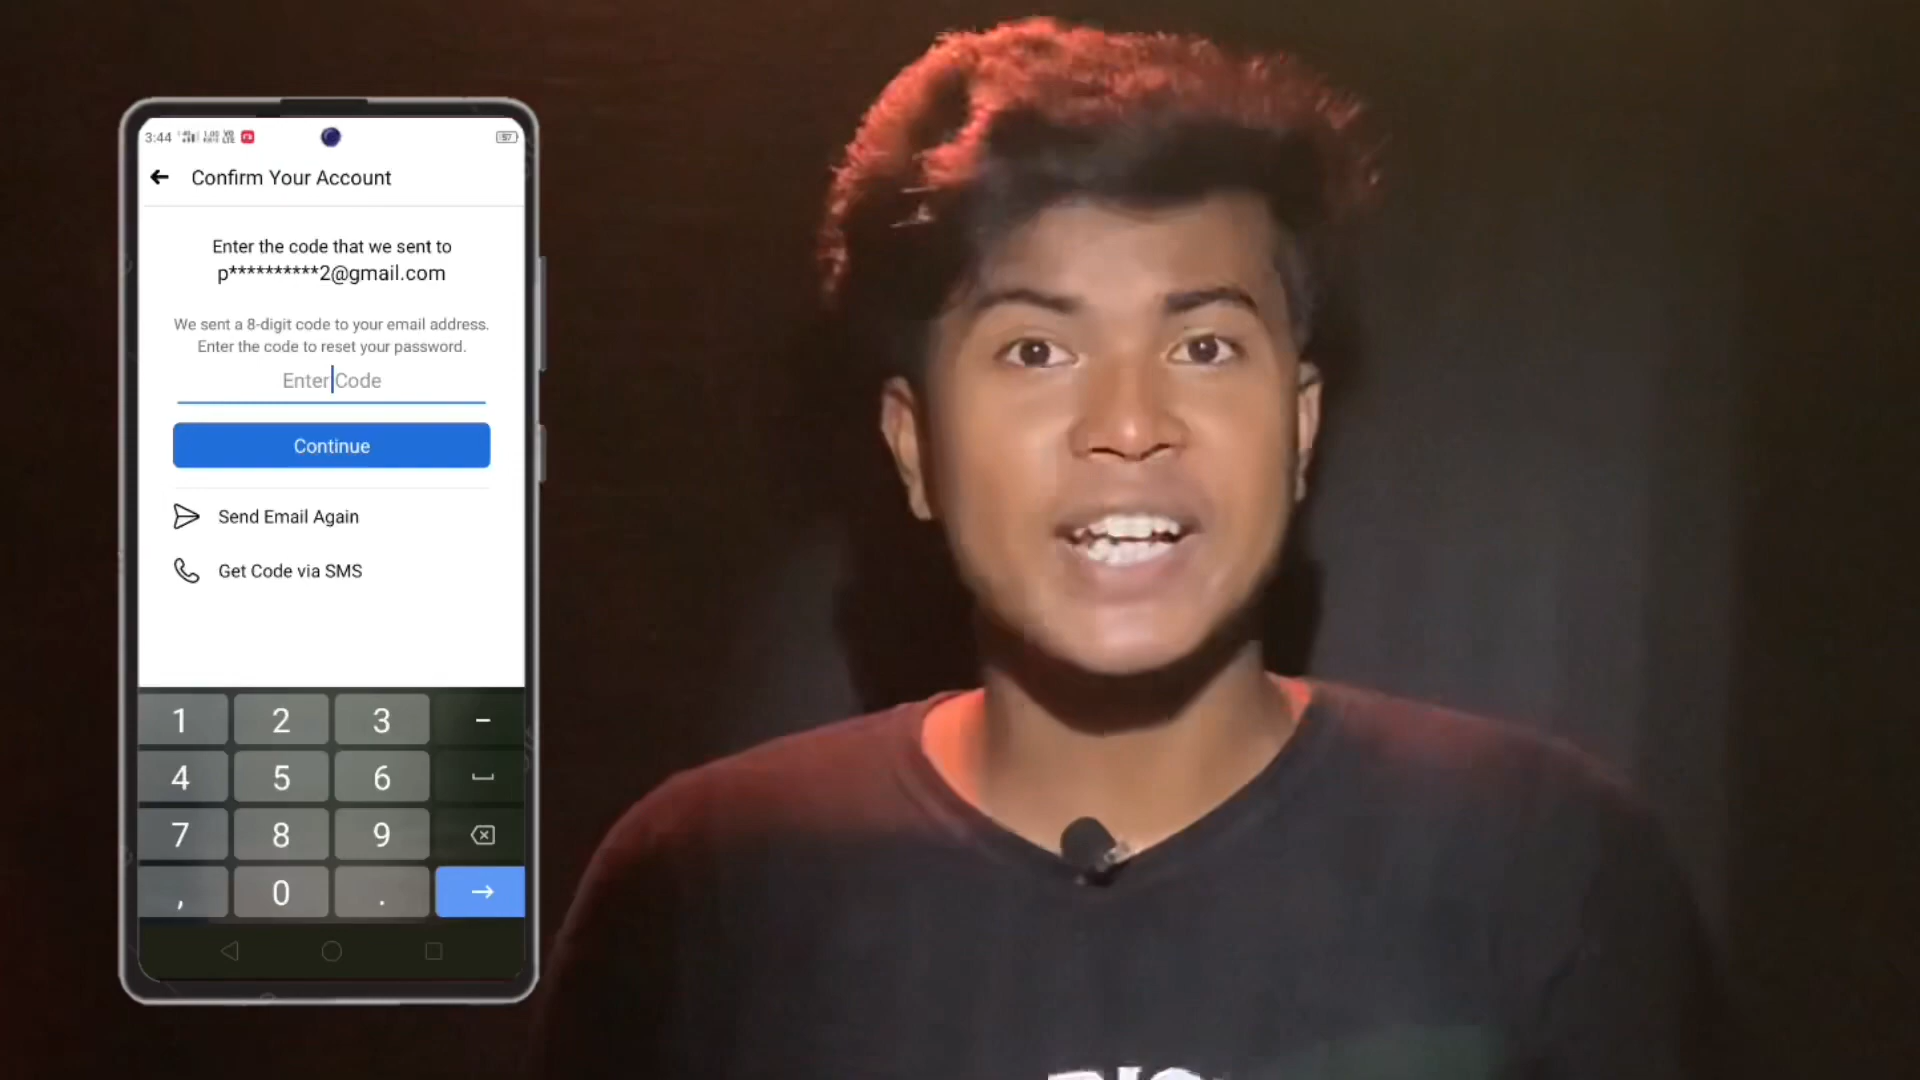 3:44
57
Confirm Your Account
Enter the code that we sent to
p**********2@gmail.com
We sent a 8-digit code to your email address.
Enter the code to reset your password.
Enter Code
Continue
Send Email Again
Get Code via SMS
1 2 3 -
4 5 6
7 8 9
, 0 .